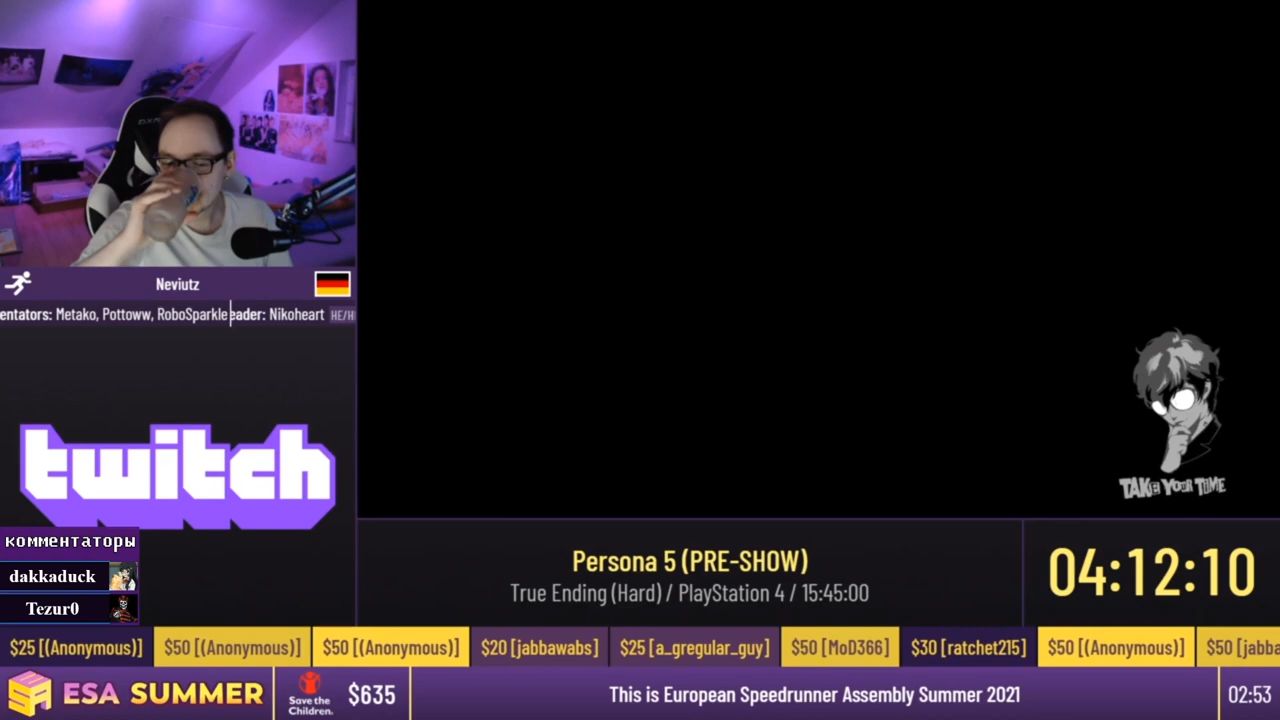 Neviutz
entators: Metako, Pottoww, RoboSparkle
eader: Nikoheart HE/H
twitch
комментаторы
dakkaduck
Tezur0
TAKE YOUR TIME
Persona 5 (PRE-SHOW)
True Ending (Hard) / PlayStation 4 / 15:45:00
04:12:10
$25 [(Anonymous)]
$50 [(Anonymous)]
$50 [(Anonymous)]
$20 [jabbawabs]
$25 [a_gregular_guy]
$50 [MoD366]
$30 [ratchet215]
$50 [(Anonymous)]
$50 [jabba
ESA SUMMER
Save the
Children.
$635
This is European Speedrunner Assembly Summer 2021
02:53